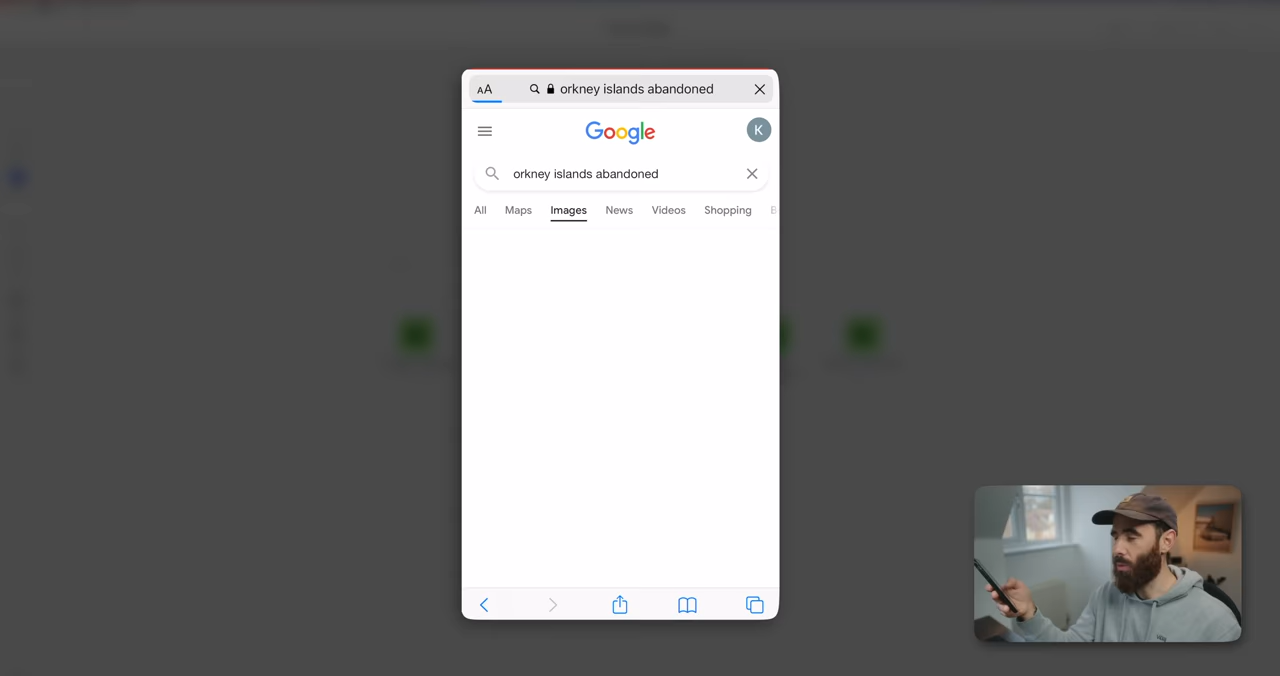 AA orkney islands abandoned
Google
K
orkney islands abandoned
All Maps Images News Videos Shopping